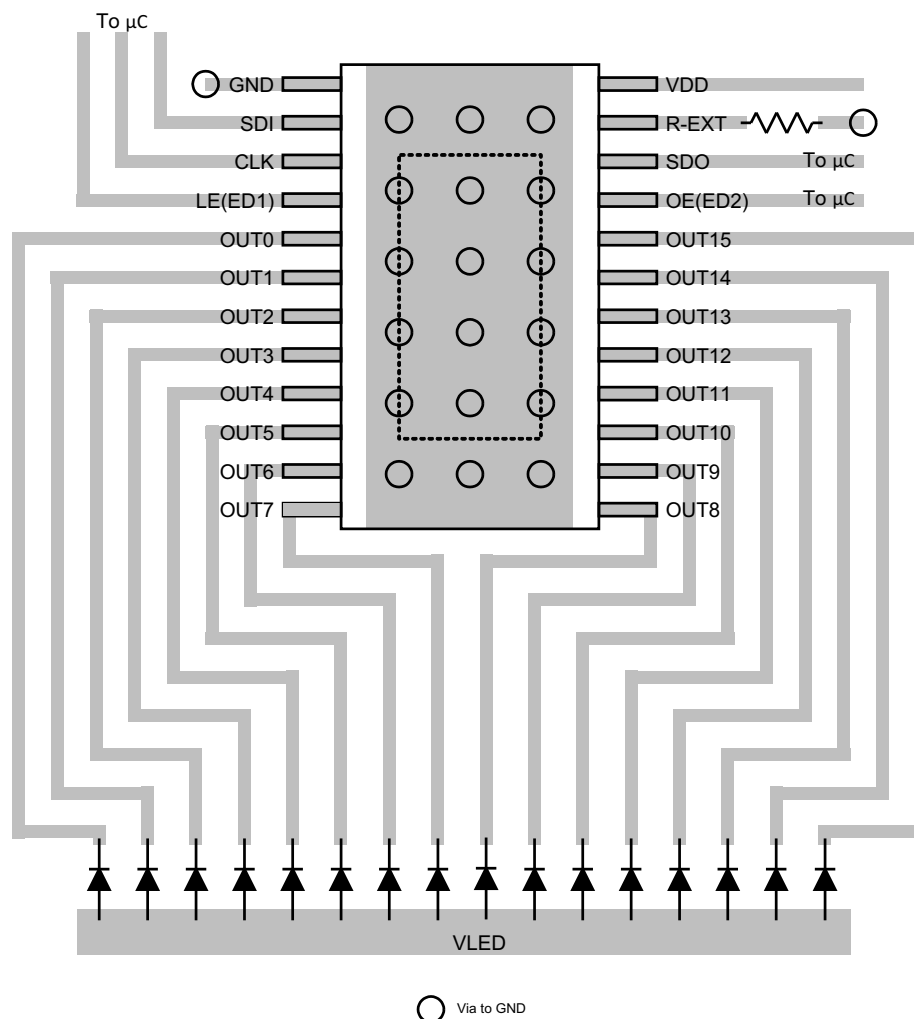 To μC
GND
VDD
SDI
R-EXT
CLK
SDO
To μC
LE(ED1)
OE(ED2)
To μC
OUT0
OUT15
OUT1
OUT14
OUT2
OUT13
OUT3
OUT12
OUT4
OUT11
OUT5
OUT10
OUT6
OUT9
OUT7
OUT8
VLED
Via to GND